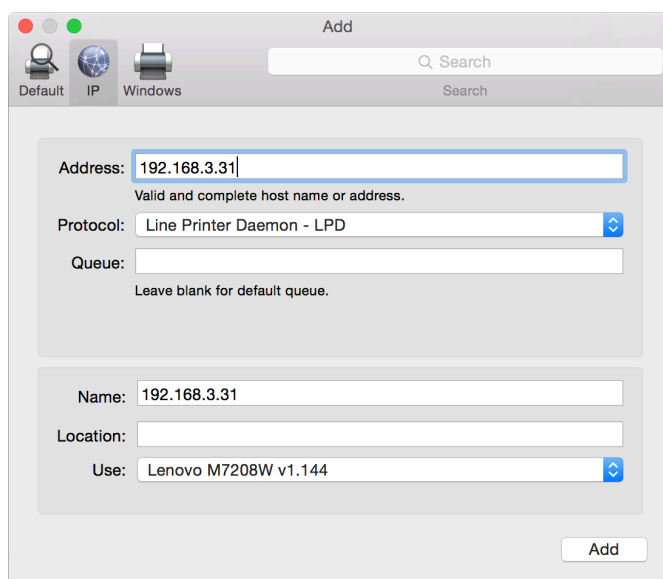 Add
Default IP Windows
Search
Search
Address: 192.168.3.31
Valid and complete host name or address.
Protocol: Line Printer Daemon - LPD
Queue:
Leave blank for default queue.
Name: 192.168.3.31
Location:
Use: Lenovo M7208W v1.144
Add